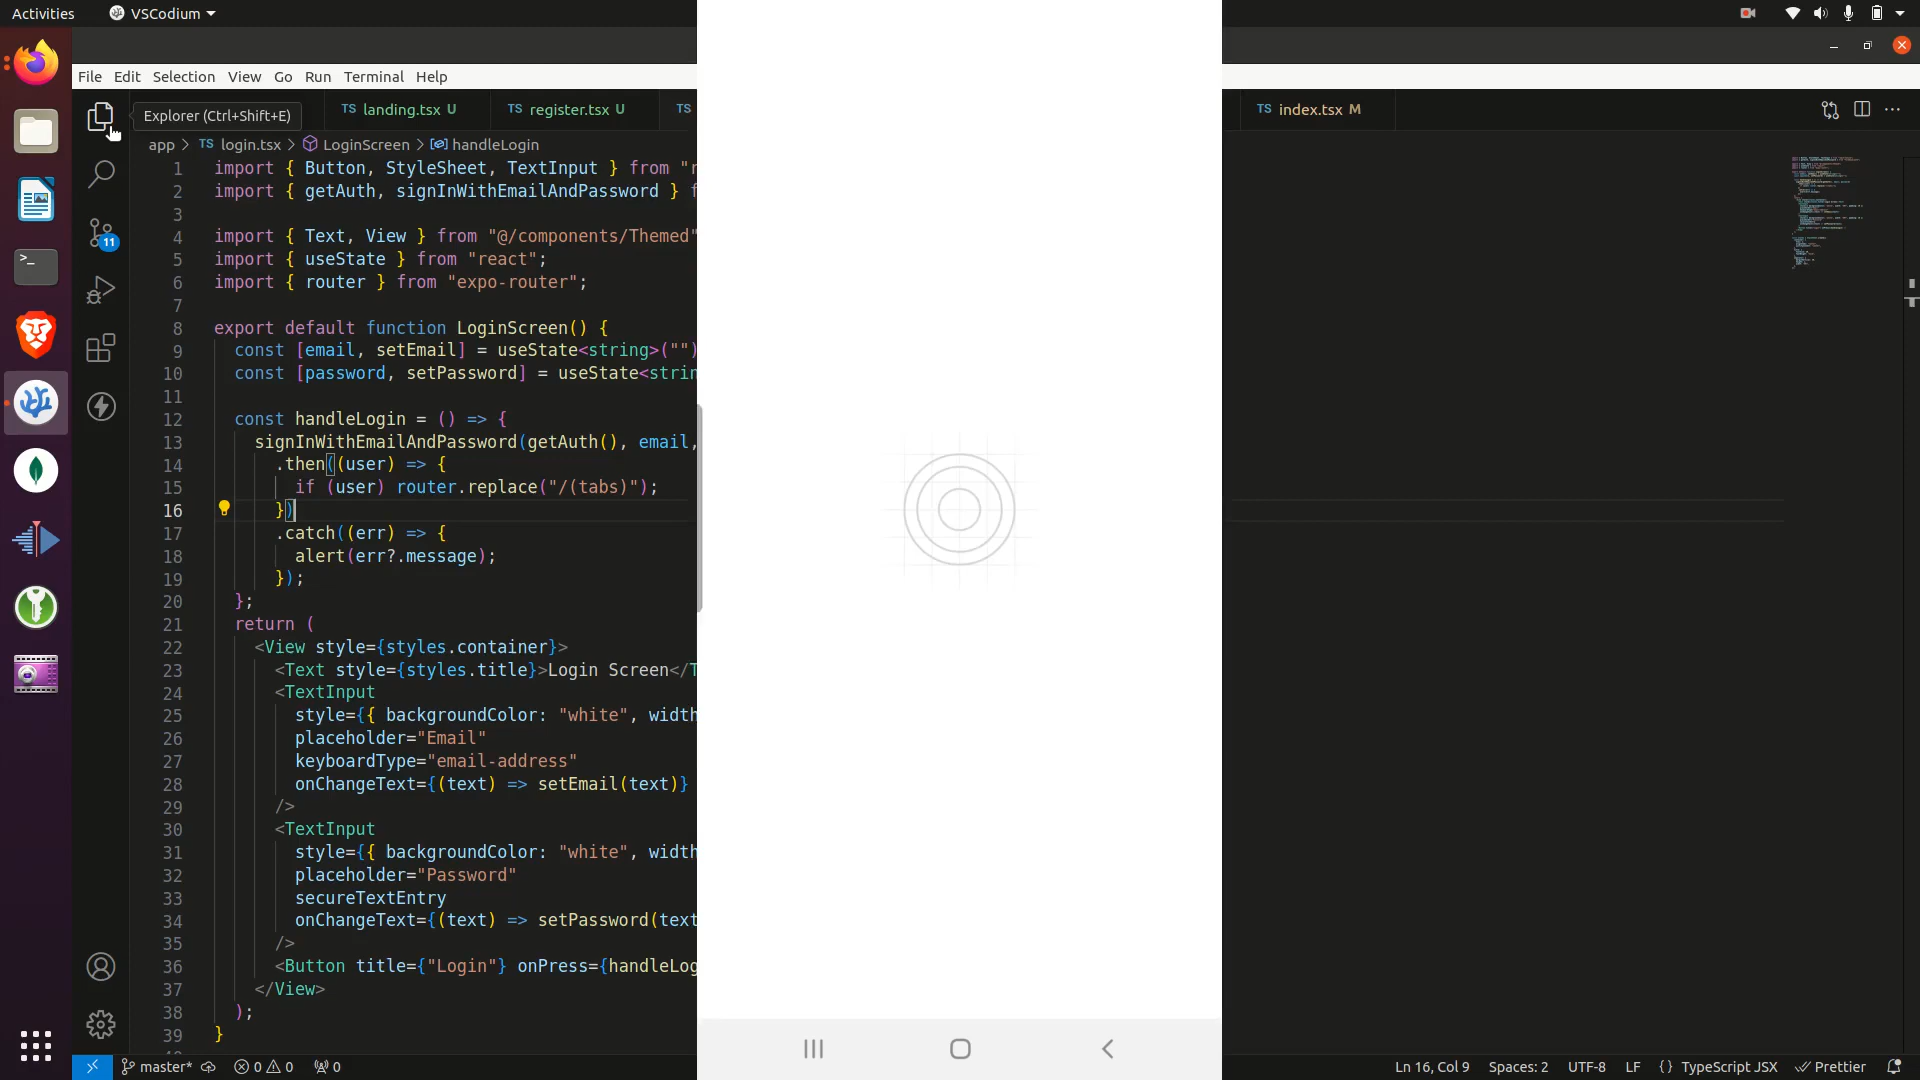 Activities
VSCodium
File Edit Selection View Go Run Terminal Help
Explorer (Ctrl+Shift+E)
TS landing.tsx U
TS register.tsx U
TS
TS index.tsx M
app > TS login.tsx > LoginScreen > handleLogin
1 import { Button, StyleSheet, TextInput } from "r
2 import { getAuth, signInWithEmailAndPassword } f
3
4 import { Text, View } from "@/components/Themed"
5 import { useState } from "react";
6 import { router } from "expo-router";
7
8 export default function LoginScreen() {
9 const [email, setEmail] = useState<string>("")
10 const [password, setPassword] = useState<strin
11
12 const handleLogin = () => {
13 signInWithEmailAndPassword(getAuth(), email,
14 .then((user) => {
15 if (user) router.replace("/(tabs)");
16 })
17 .catch((err) => {
18 alert(err?.message);
19 });
20 };
21 return (
22 <View style={styles.container}>
23 <Text style={styles.title}>Login Screen</T
24 <TextInput
25 style={{ backgroundColor: "white", width
26 placeholder="Email"
27 keyboardType="email-address"
28 onChangeText={(text) => setEmail(text)}
29 />
30 <TextInput
31 style={{ backgroundColor: "white", width
32 placeholder="Password"
33 secureTextEntry
34 onChangeText={(text) => setPassword(text
35 />
36 <Button title={"Login"} onPress={handleLog
37 </View>
38 );
39 }
11
master* 0 0 0
Ln 16, Col 9 Spaces: 2 UTF-8 LF {} TypeScript JSX Prettier